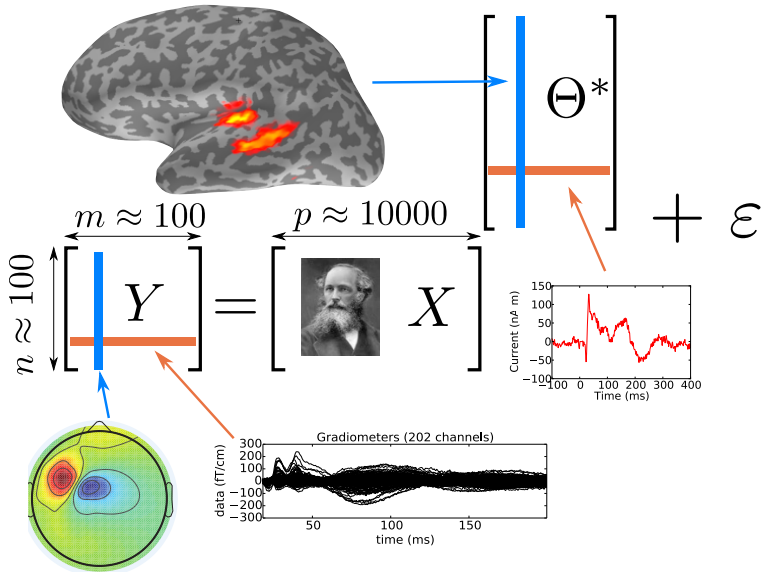 Θ*
m ≈ 100
p ≈ 10000
+ ε
n ≈ 100
Y
=
X
150
100
50
0
−50
−100
Current (nA m)
−100 0 100 200 300 400
Time (ms)
Gradiometers (202 channels)
300
200
100
0
−100
−200
−300
data (fT/cm)
50 100 150
time (ms)